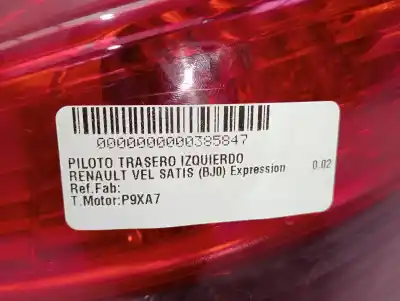 0000000000385847
PILOTO TRASERO IZQUIERDO
RENAULT VEL SATIS (BJ0) Expression 0.02
Ref.Fab:
T.Motor:P9XA7